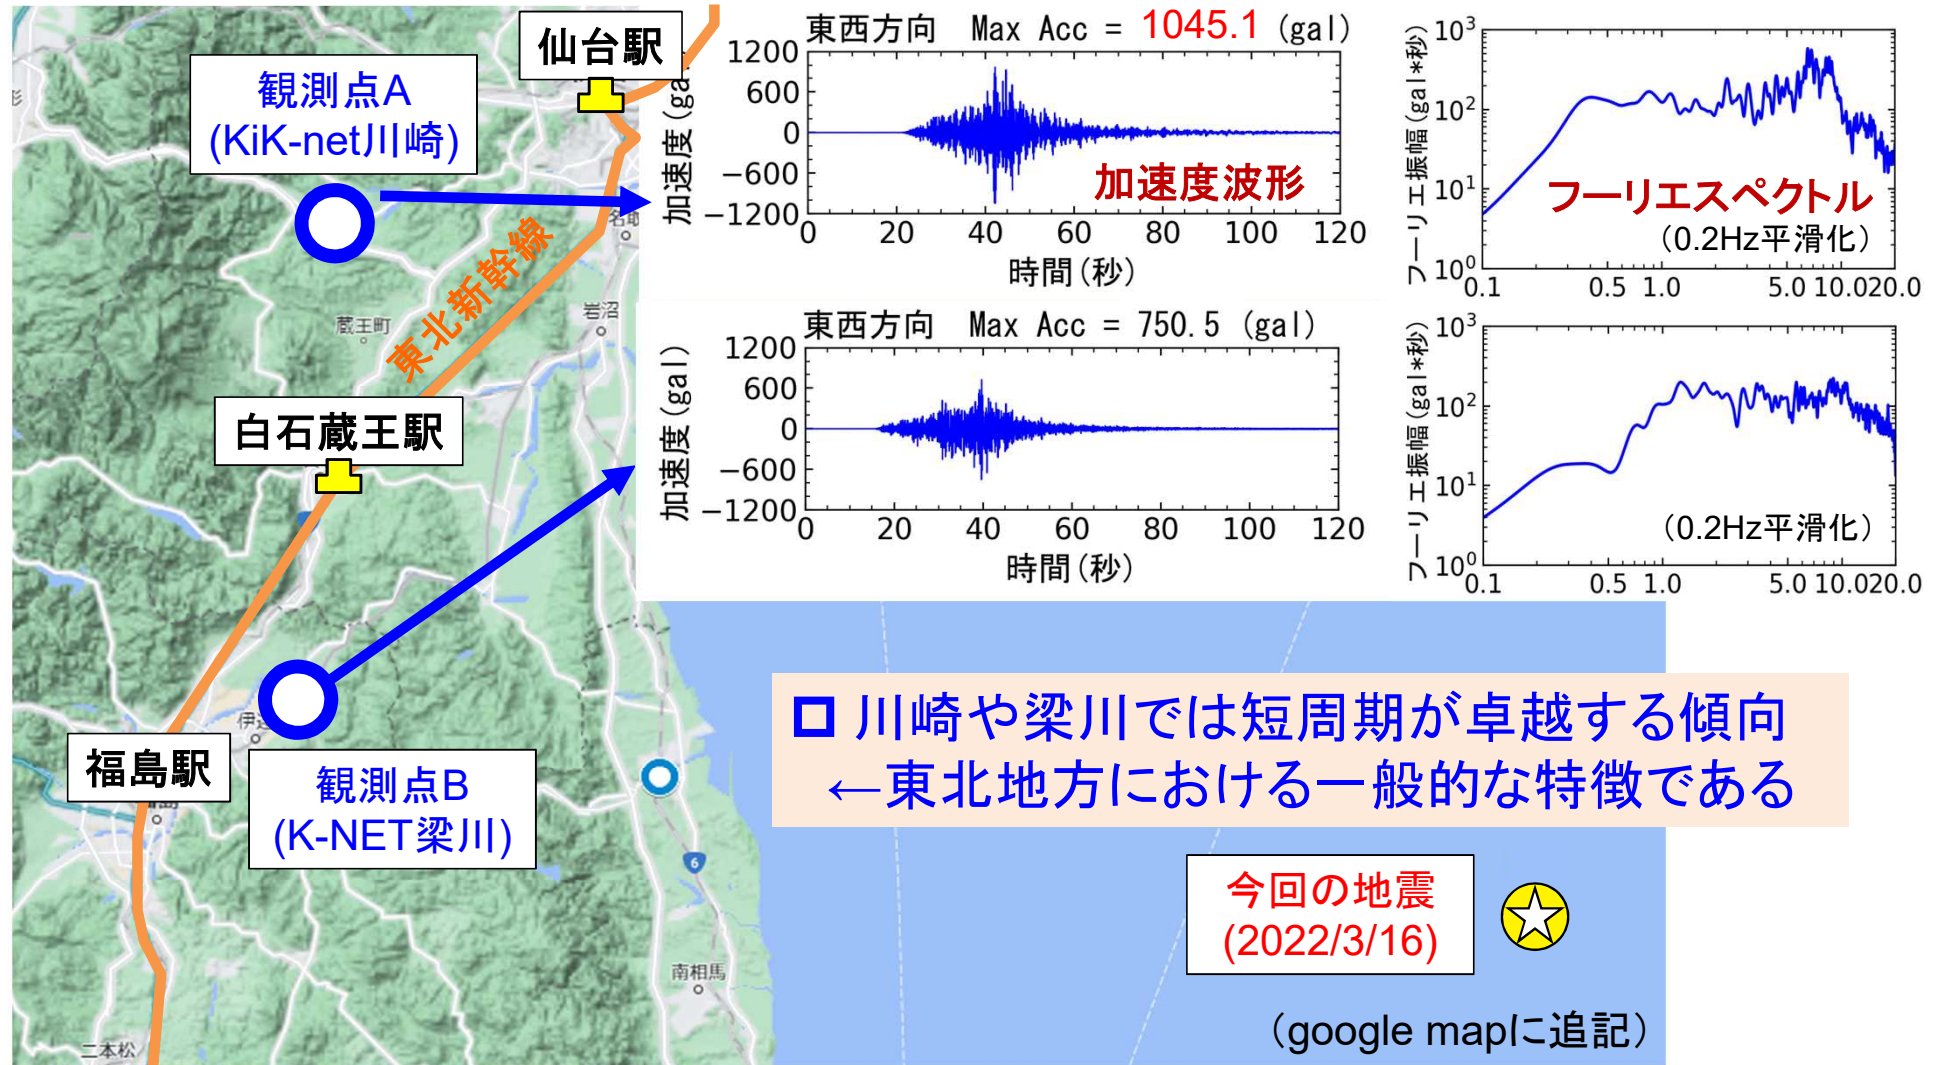 仙台駅
観測点A
(KiK-net川崎)
東北新幹線
蔵王町
岩沼
名取
白石蔵王駅
福島駅
観測点B
(K-NET梁川)
6
南相馬
二本松
東西方向 Max Acc = 1045.1 (gal)
加速度(gal)
1200
600
0
−600
−1200
加速度波形
0 20 40 60 80 100 120
時間(秒)
フーリエ振幅(gal*秒)
10³
10²
10¹
10⁰
フーリエスペクトル
(0.2Hz平滑化)
0.1 0.5 1.0 5.0 10.0 20.0
東西方向 Max Acc = 750.5 (gal)
加速度(gal)
1200
600
0
−600
−1200
0 20 40 60 80 100 120
時間(秒)
フーリエ振幅(gal*秒)
10³
10²
10¹
10⁰
(0.2Hz平滑化)
0.1 0.5 1.0 5.0 10.0 20.0
川崎や梁川では短周期が卓越する傾向
←東北地方における一般的な特徴である
今回の地震
(2022/3/16)
(google mapに追記)